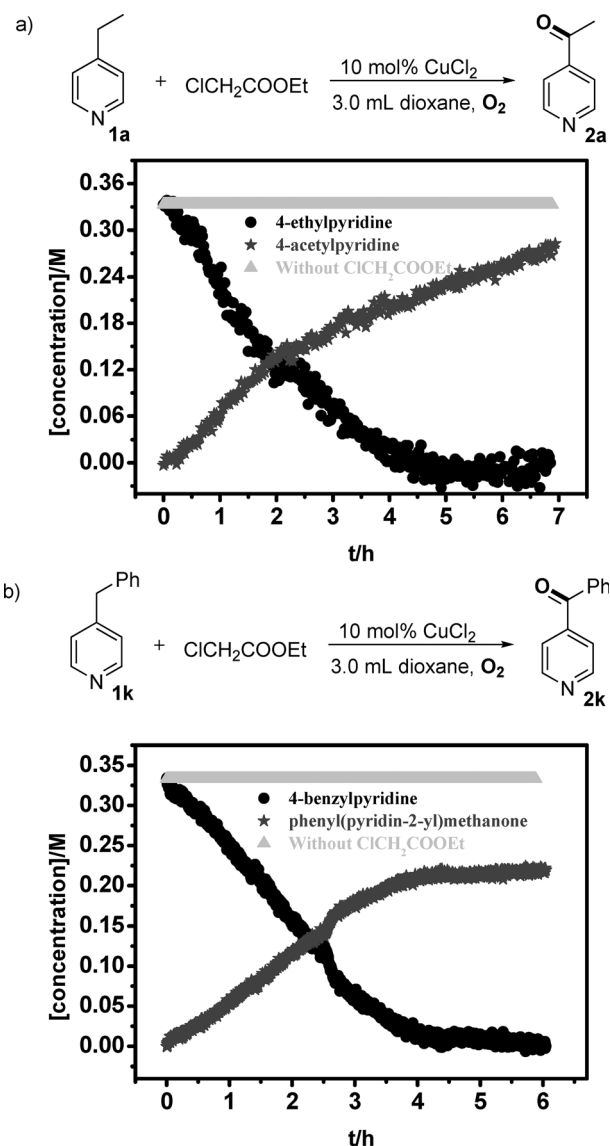 a)
N
1a
+
ClCH2COOEt
10 mol% CuCl2
3.0 mL dioxane, O2
O
N
2a
[concentration]/M
0.36
0.30
0.24
0.18
0.12
0.06
0.00
4-ethylpyridine
4-acetylpyridine
Without ClCH2COOEt
0 1 2 3 4 5 6 7
t/h
b)
Ph
N
1k
+
ClCH2COOEt
10 mol% CuCl2
3.0 mL dioxane, O2
O
Ph
N
2k
[concentration]/M
0.35
0.30
0.25
0.20
0.15
0.10
0.05
0.00
4-benzylpyridine
phenyl(pyridin-2-yl)methanone
Without ClCH2COOEt
0 1 2 3 4 5 6
t/h